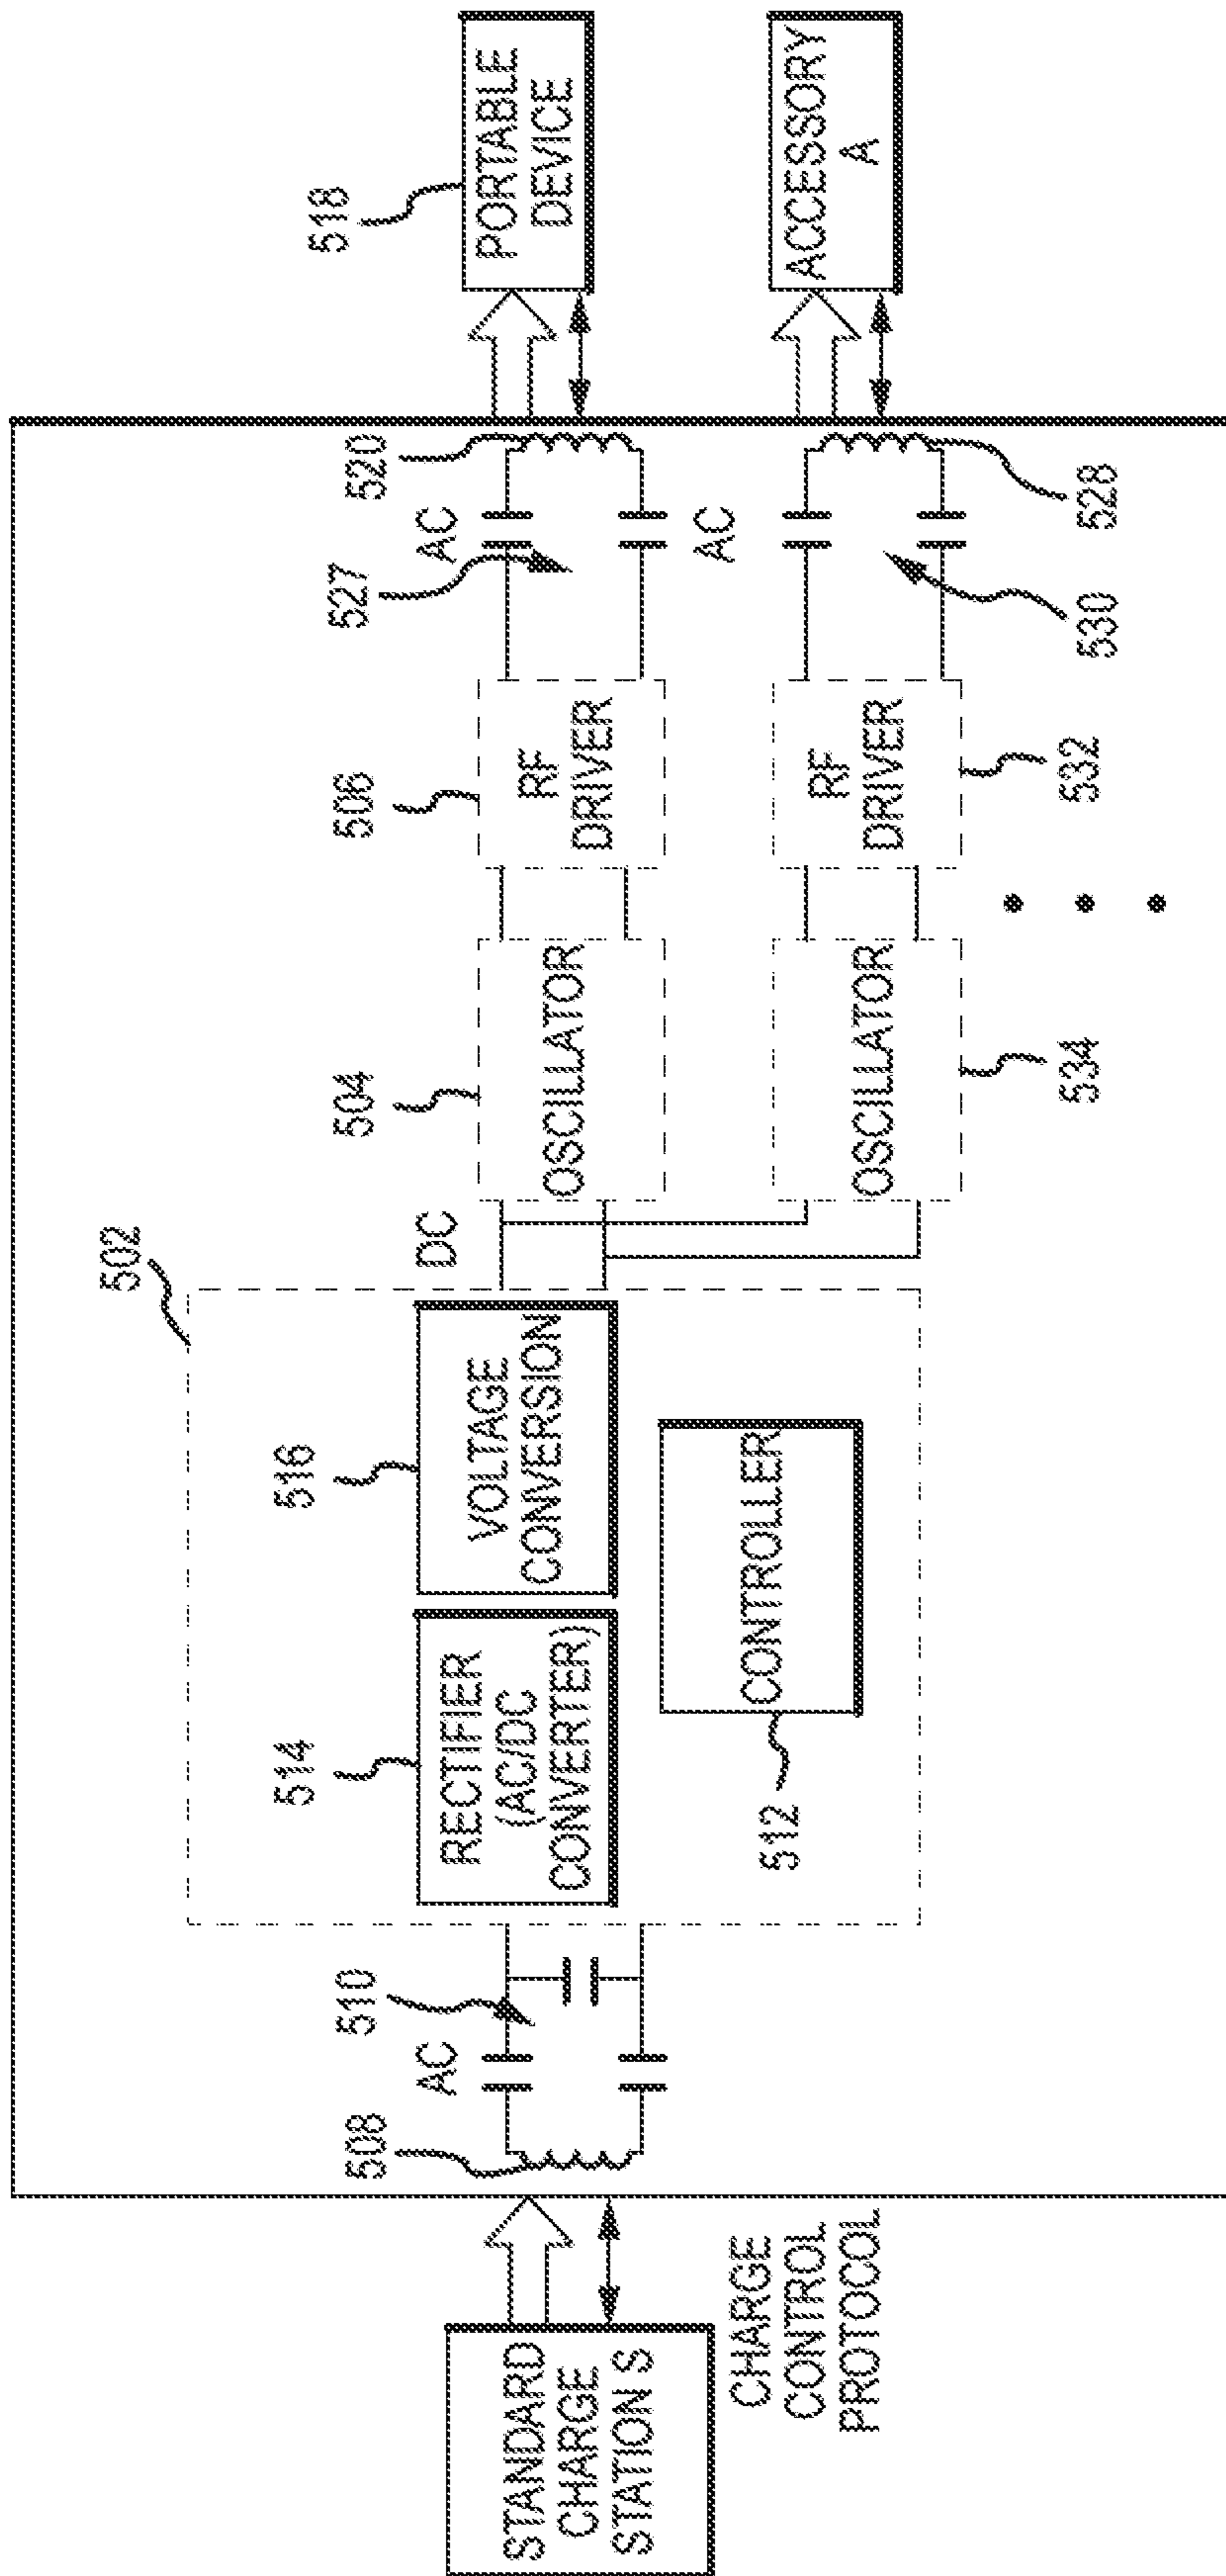 STANDARD
CHARGE
STATION S
CHARGE
CONTROL
PROTOCOL
508
AC
510
502
514
RECTIFIER
(AC/DC
CONVERTER)
516
VOLTAGE
CONVERSION
512
CONTROLLER
DC
504
OSCILLATOR
506
RF
DRIVER
527
AC
520
518
PORTABLE
DEVICE
OSCILLATOR
534
RF
DRIVER
532
AC
530
528
ACCESSORY
A